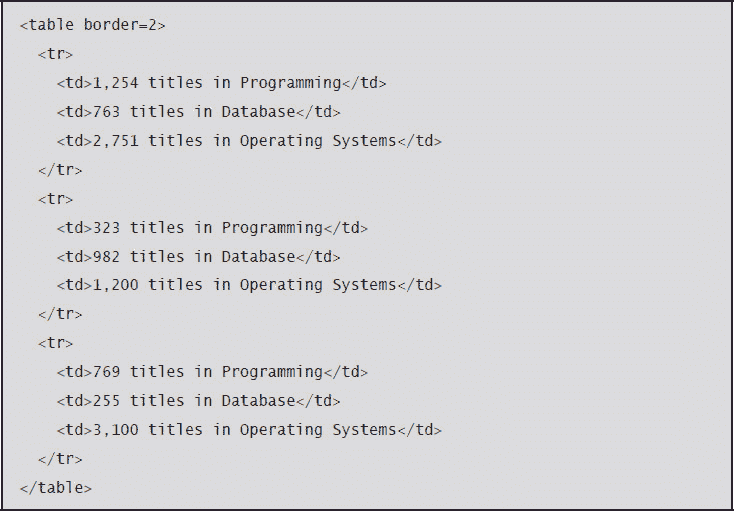 <table border=2>
<tr>
<td>1,254 titles in Programming</td>
<td>763 titles in Database</td>
<td>2,751 titles in Operating Systems</td>
</tr>
<tr>
<td>323 titles in Programming</td>
<td>982 titles in Database</td>
<td>1,200 titles in Operating Systems</td>
</tr>
<tr>
<td>769 titles in Programming</td>
<td>255 titles in Database</td>
<td>3,100 titles in Operating Systems</td>
</tr>
</table>